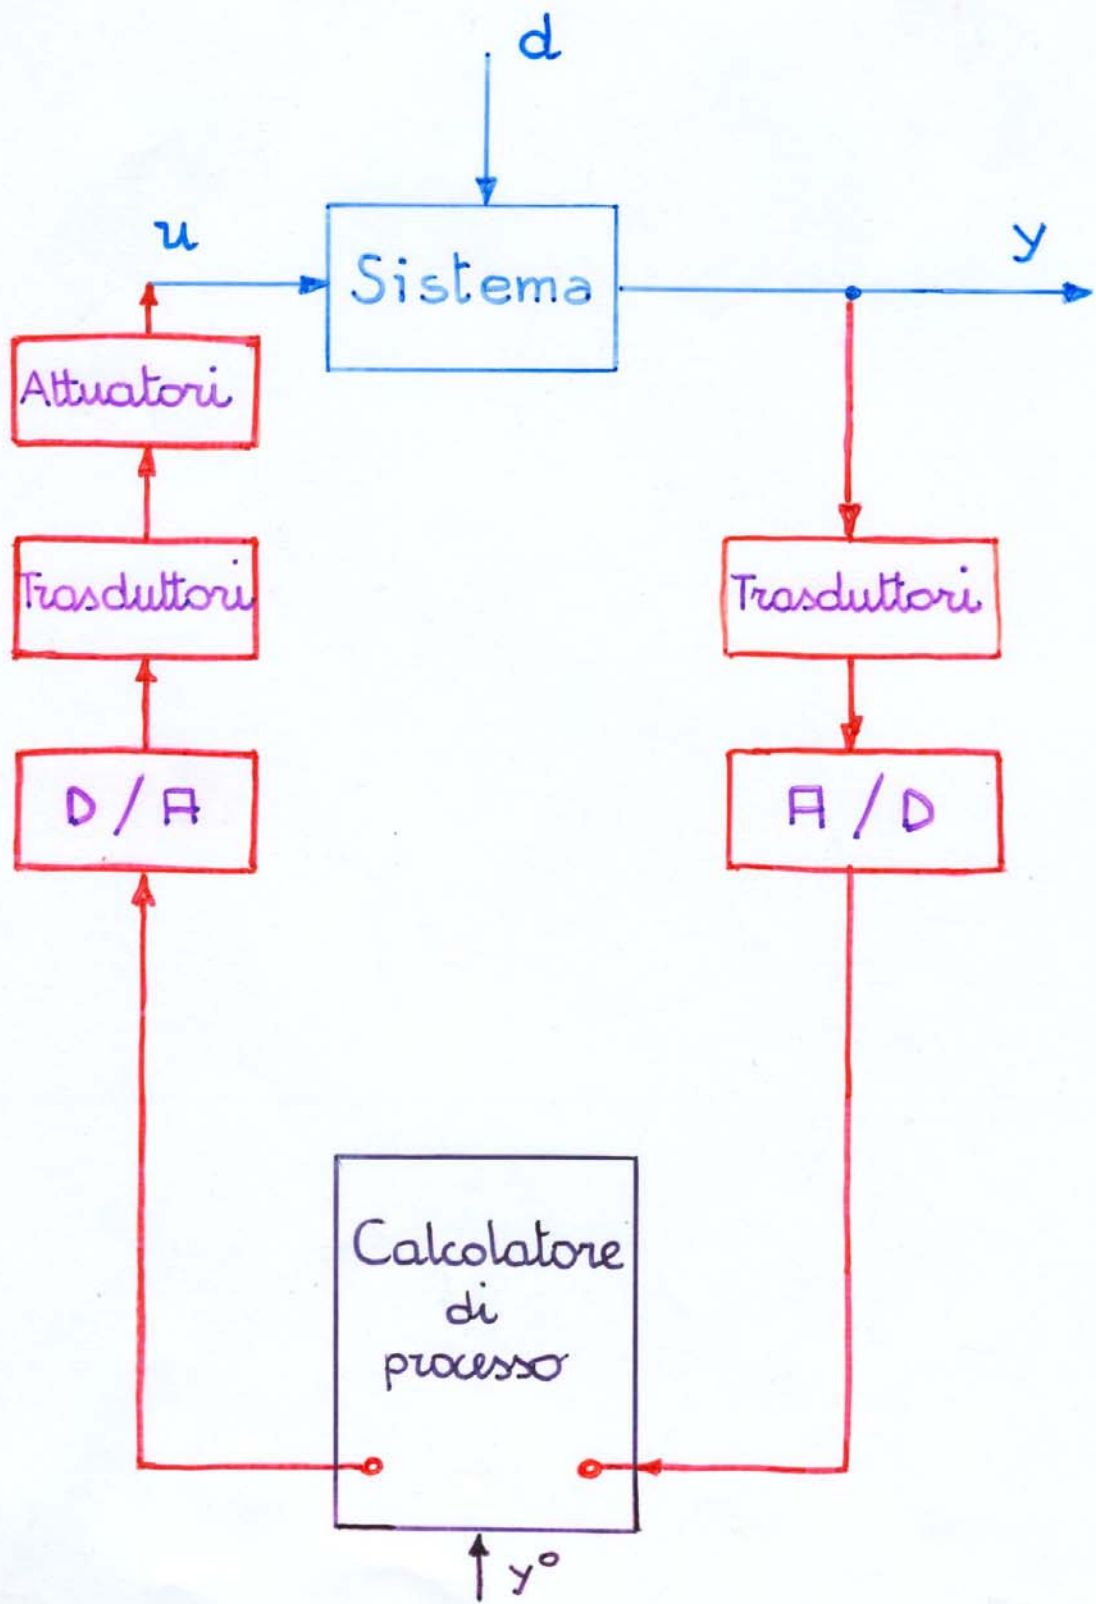 d
u
Sistema
y
Attuatori
Trasduttori
Trasduttori
D/A
A/D
Calcolatore
di
processo
y°